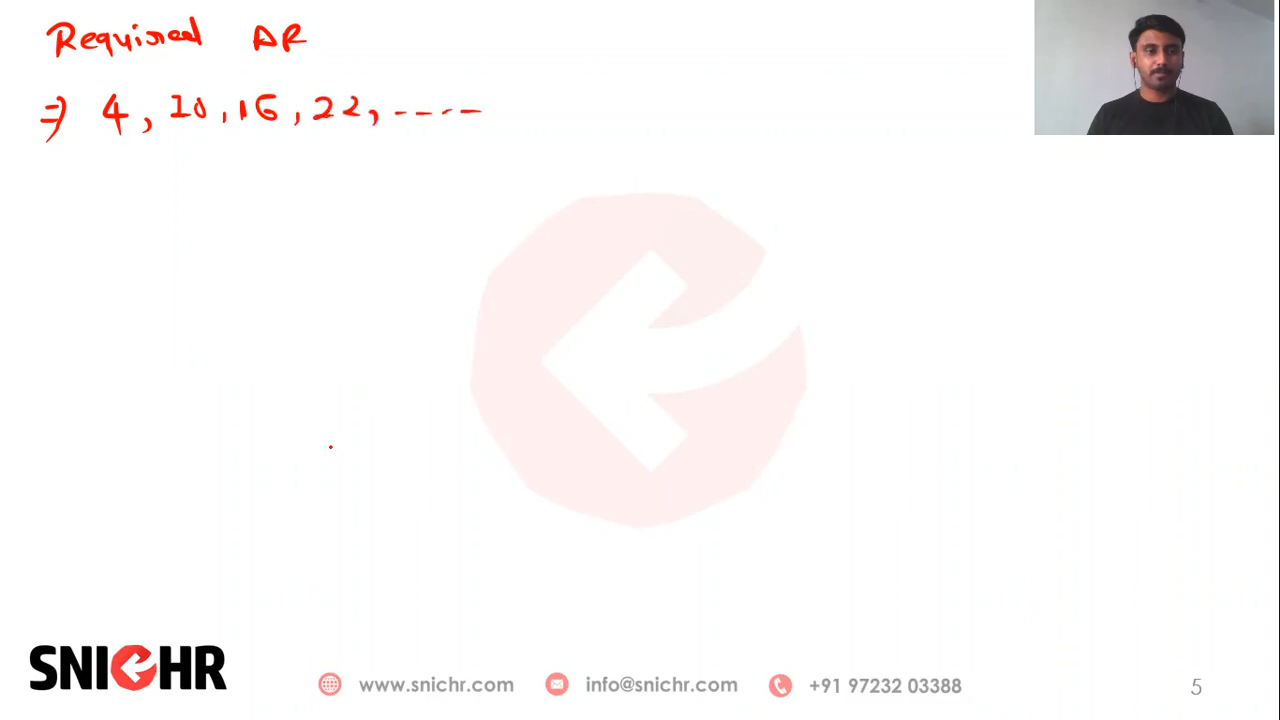 Required AP
⇒ 4, 10, 16, 22, ----
SNICHR
www.snichr.com
info@snichr.com
+91 97232 03388
5